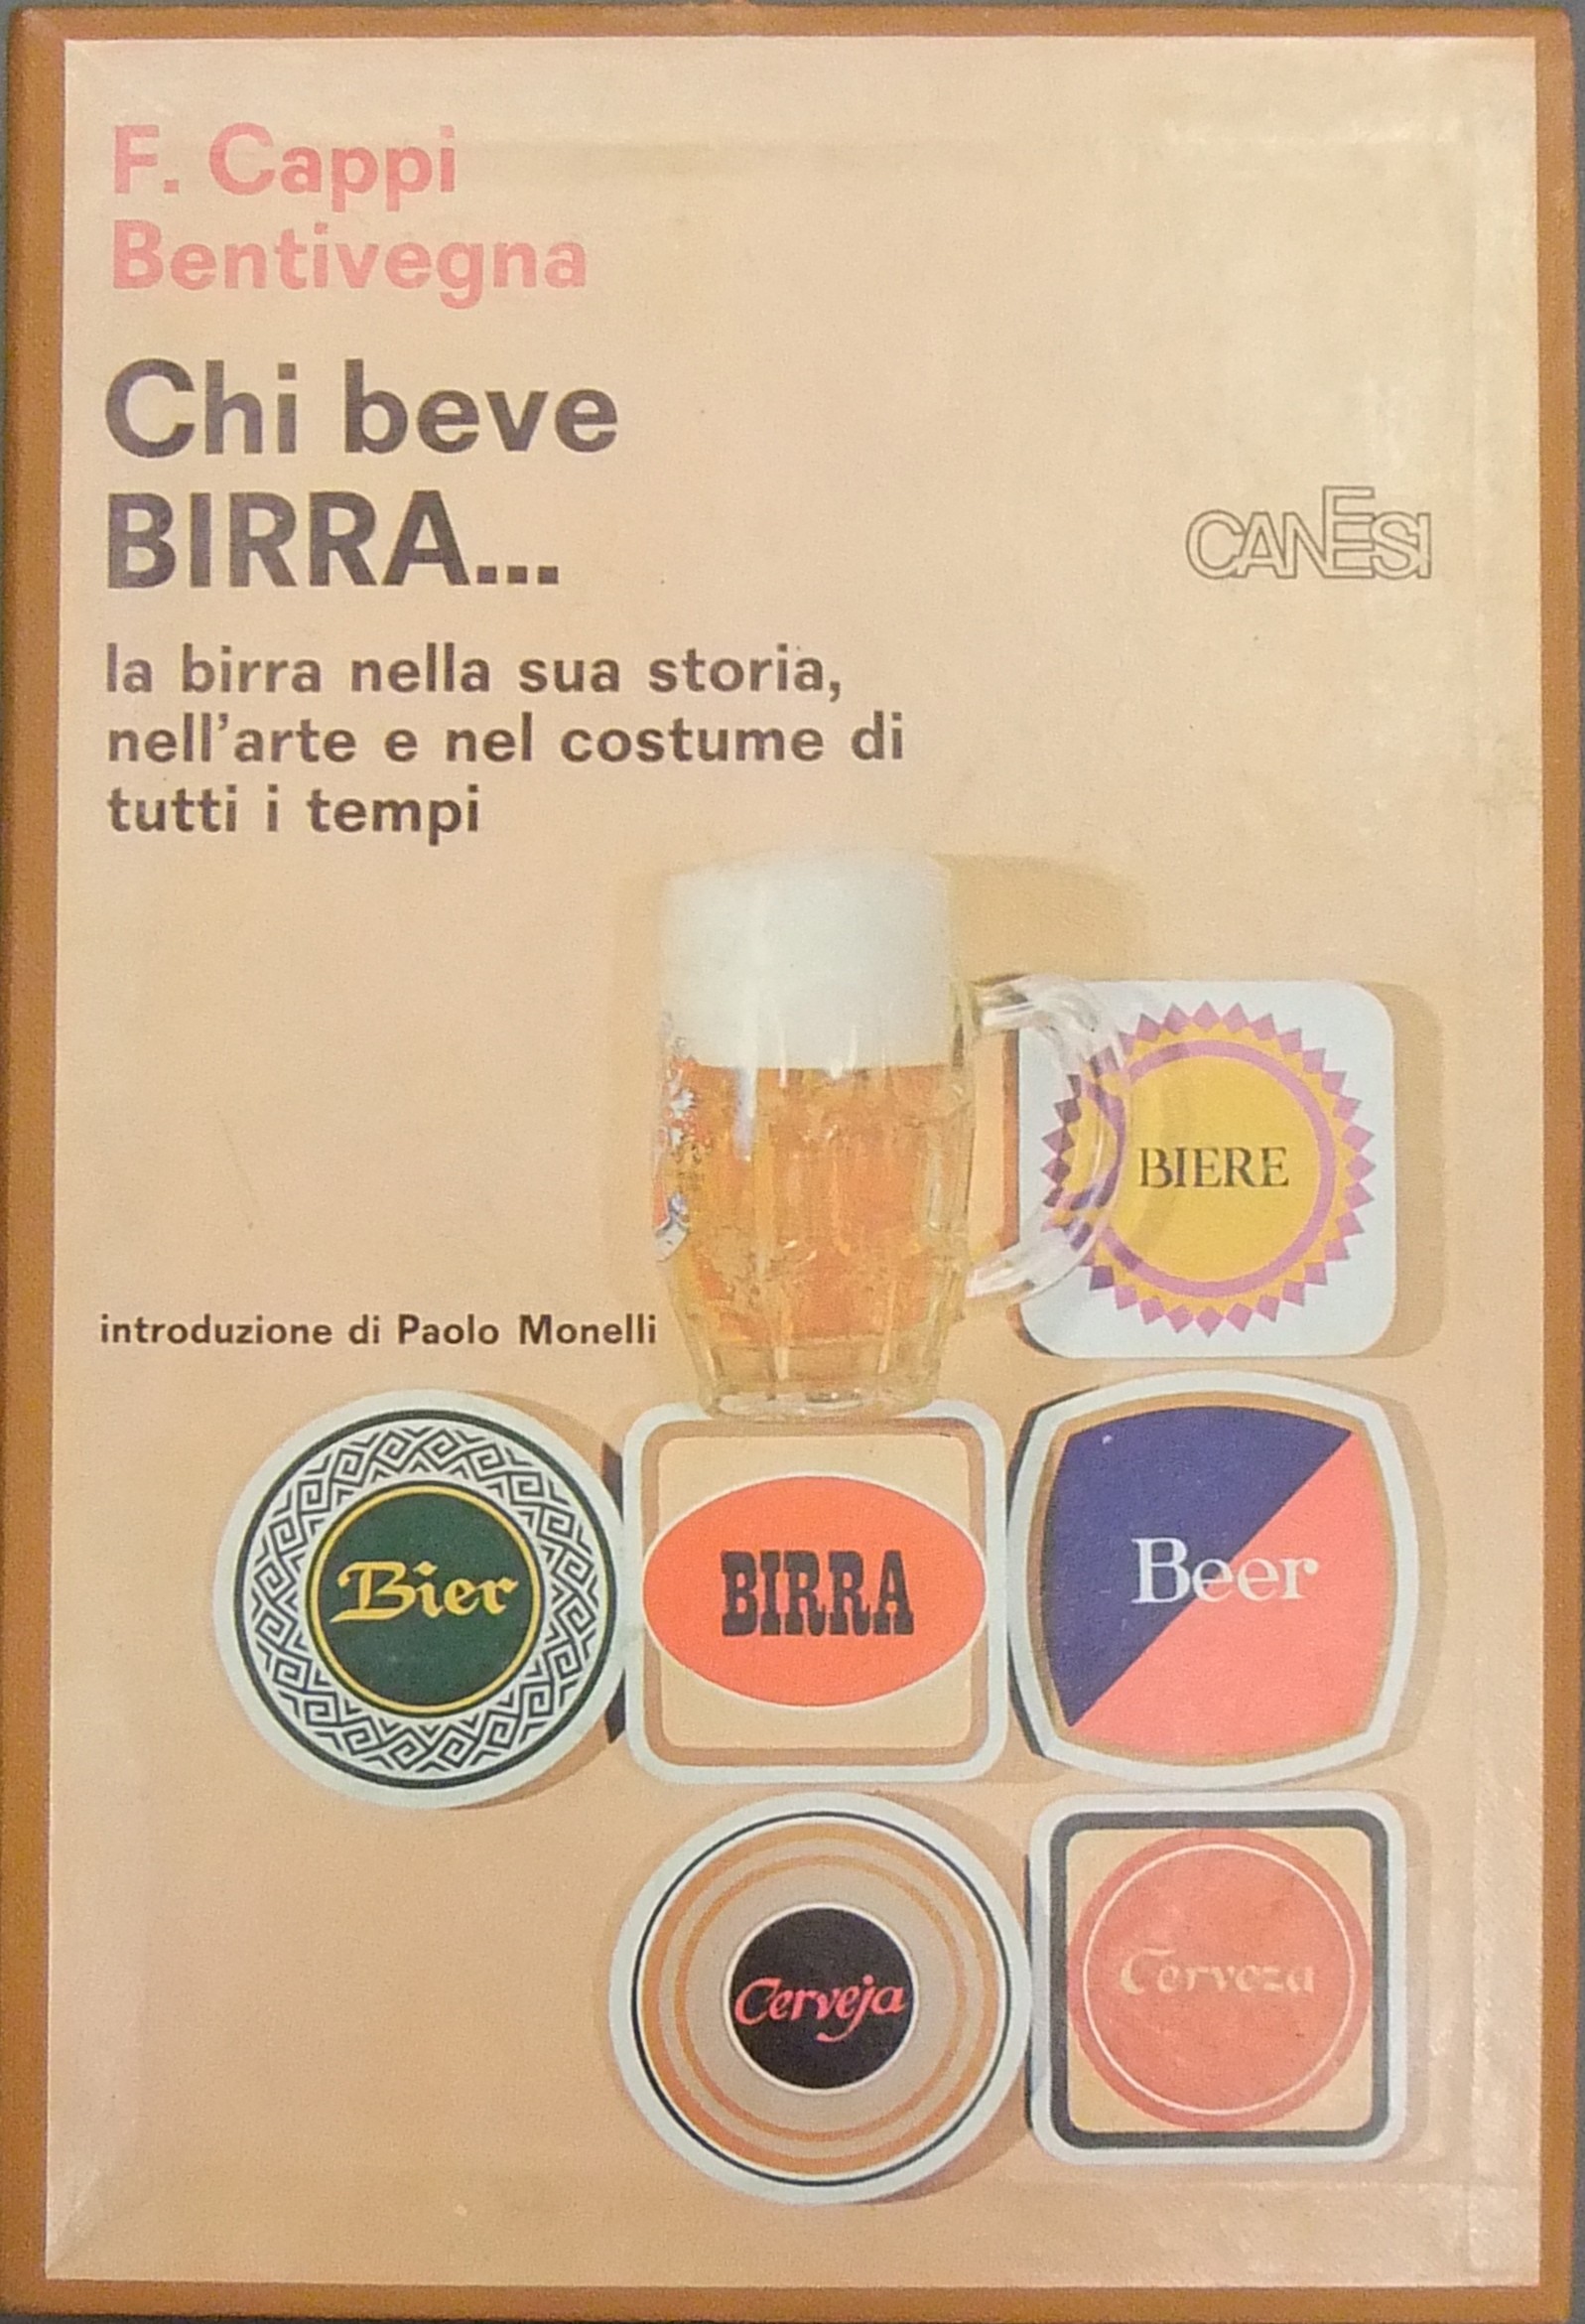 F. Cappi
Bentivegna
Chi beve
BIRRA...
CANESI
la birra nella sua storia,
nell'arte e nel costume di
tutti i tempi
BIERE
introduzione di Paolo Monelli
Bier
BIRRA
Beer
Cerveja
Cerveza